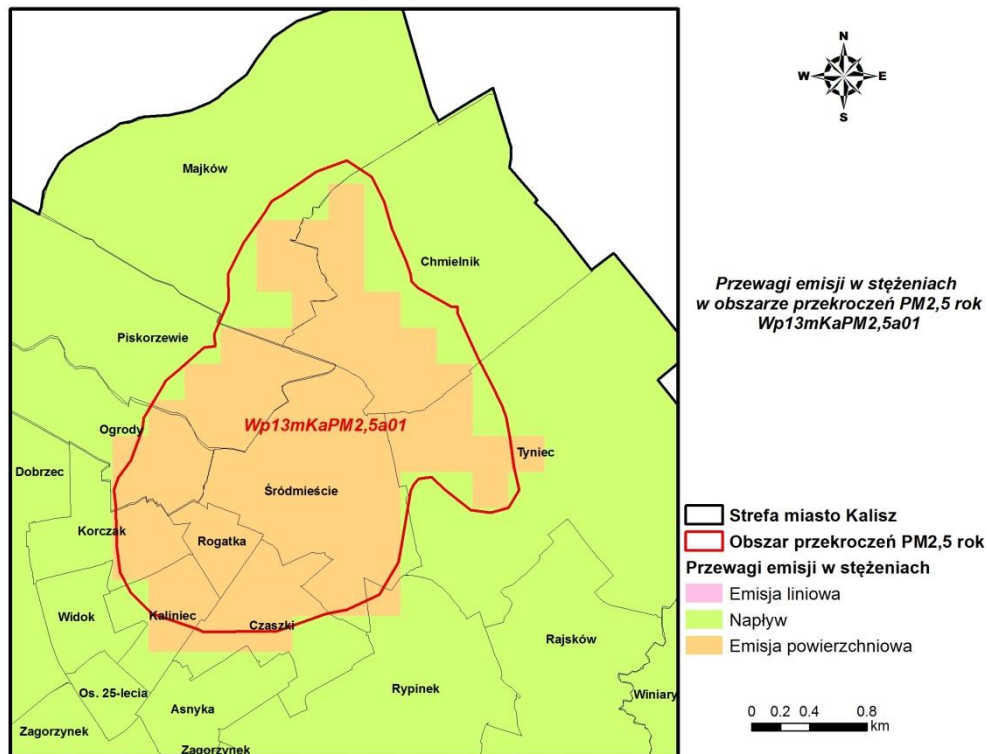 N
W E
S
Majków
Chmielnik
Przewagi emisji w stężeniach
w obszarze przekroczeń PM2,5 rok
Wp13mKaPM2,5a01
Piskorzewie
Wp13mKaPM2,5a01
Ogrody
Tyniec
Dobrzec
Śródmieście
Korczak
Rogatka
Widok
Kaliniec
Czaszki
Rajsków
Os. 25-lecia
Asnyka
Rypinek
Winiary
Zagorzynek
Zagorzynek
Strefa miasto Kalisz
Obszar przekroczeń PM2,5 rok
Przewagi emisji w stężeniach
Emisja liniowa
Napływ
Emisja powierzchniowa
0 0.2 0.4 0.8
km